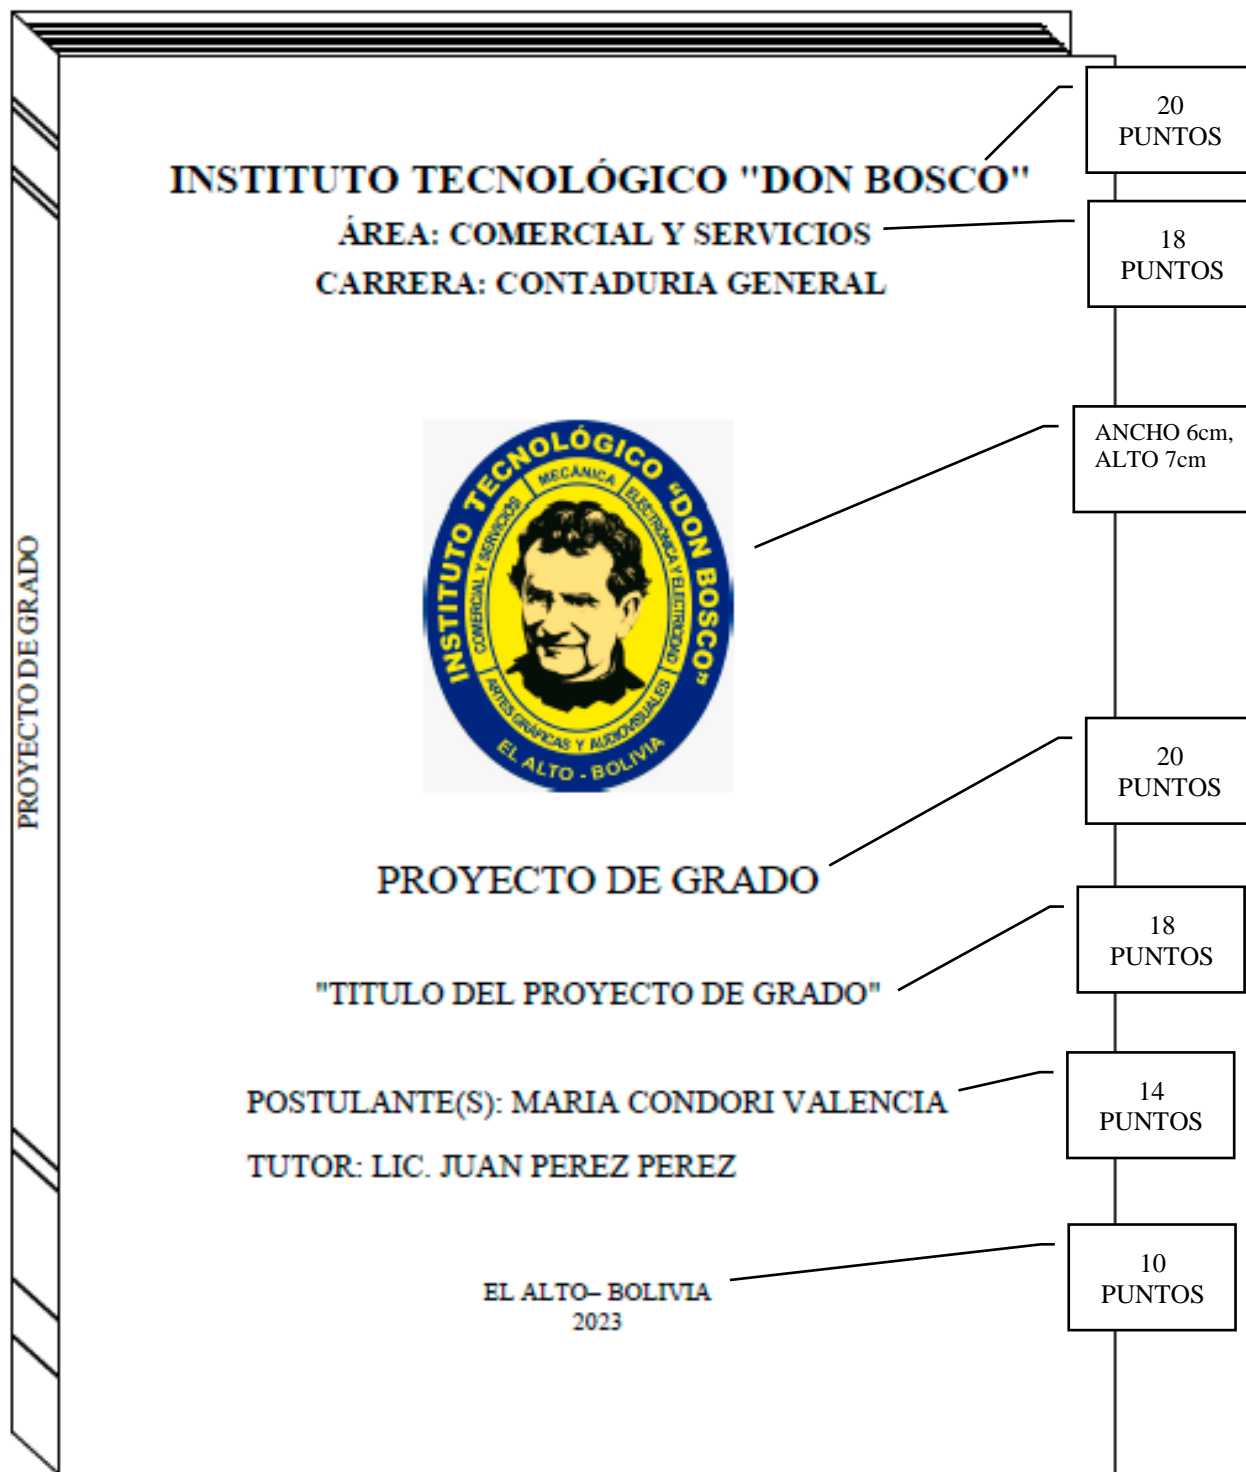 20
PUNTOS
INSTITUTO TECNOLÓGICO "DON BOSCO"
ÁREA: COMERCIAL Y SERVICIOS
18
PUNTOS
CARRERA: CONTADURIA GENERAL
ANCHO 6cm,
ALTO 7cm
INSTITUTO TECNOLÓGICO “DON BOSCO”
COMERCIAL Y SERVICIOS
MECÁNICA
ELECTRÓNICA Y ELECTRICIDAD
ARTES GRÁFICAS Y AUDIOVISUALES
EL ALTO - BOLIVIA
PROYECTO DE GRADO
20
PUNTOS
PROYECTO DE GRADO
18
PUNTOS
"TITULO DEL PROYECTO DE GRADO"
14
PUNTOS
POSTULANTE(S): MARIA CONDORI VALENCIA
TUTOR: LIC. JUAN PEREZ PEREZ
10
PUNTOS
EL ALTO– BOLIVIA
2023